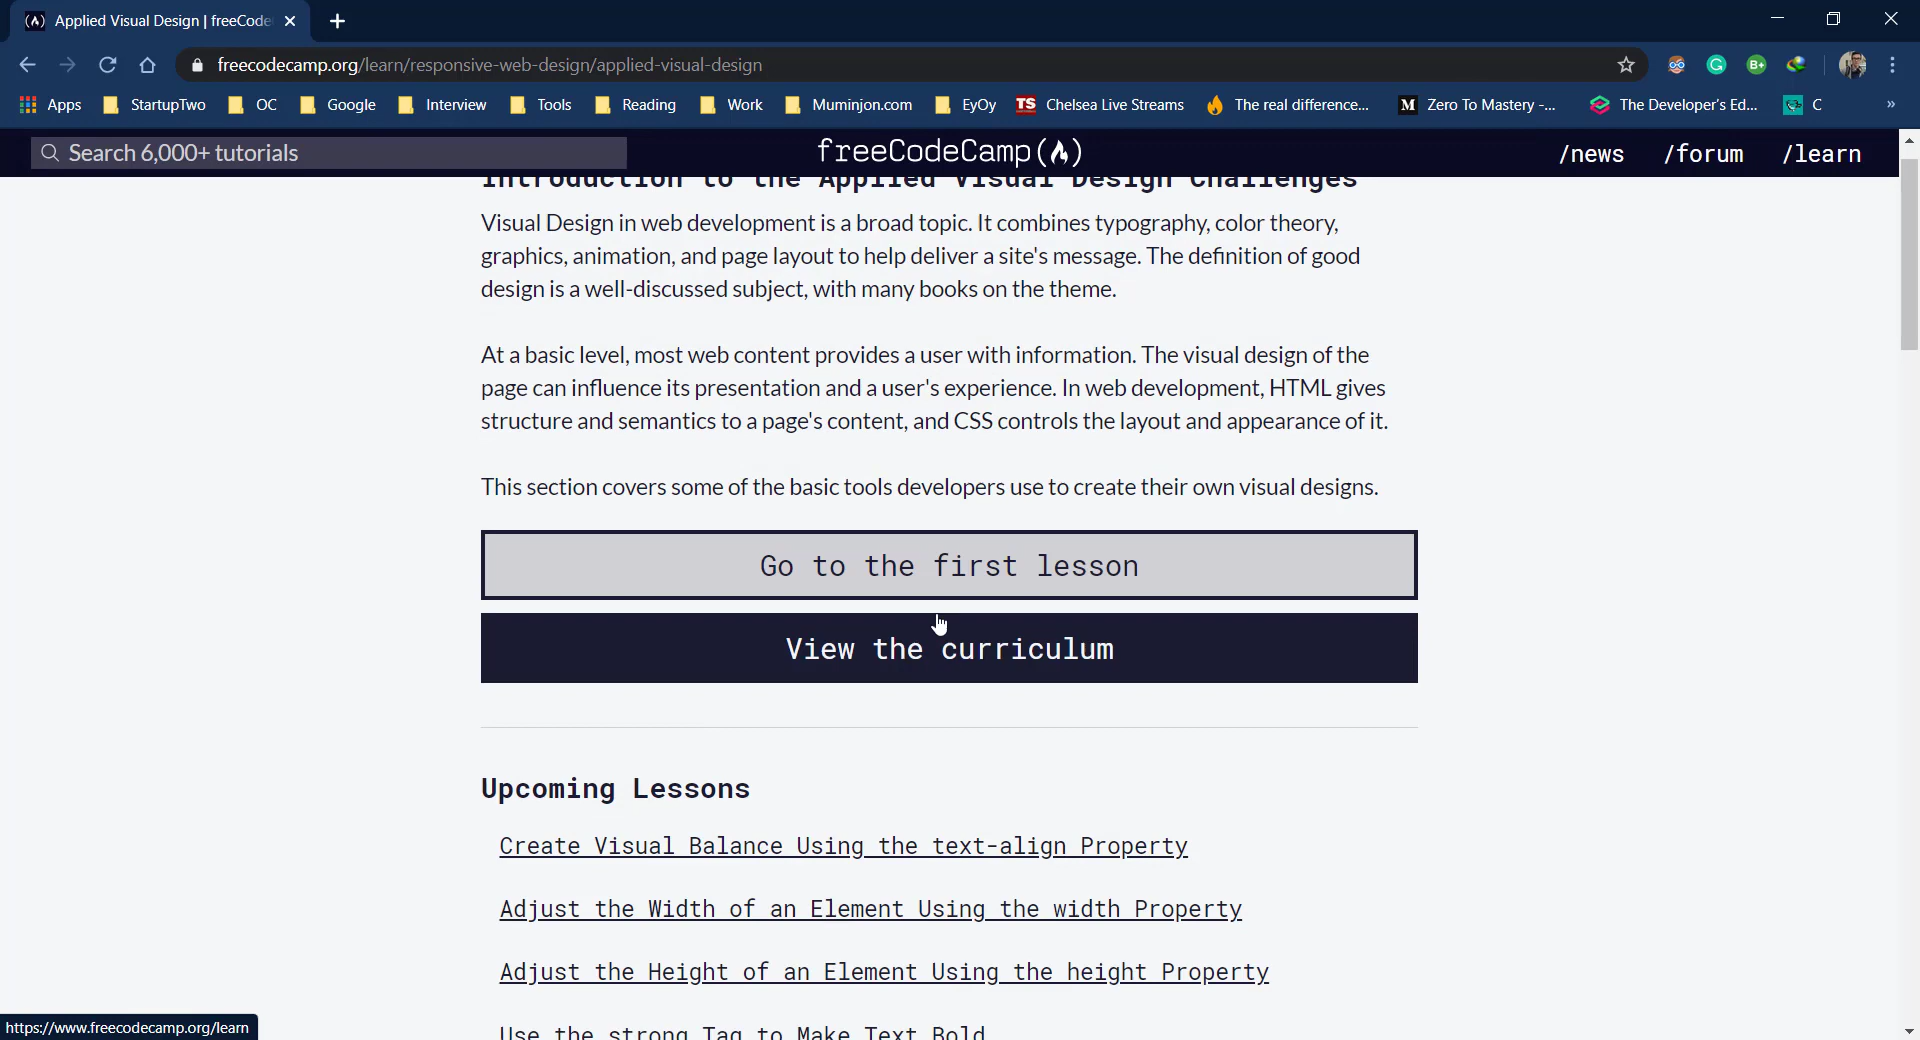 Applied Visual Design | freeCode
freecodecamp.org/learn/responsive-web-design/applied-visual-design
Apps StartupTwo OC Google Interview Tools Reading Work Muminjon.com EyOy TS Chelsea Live Streams The real difference... M Zero To Mastery -... The Developer's Ed... C »
Search 6,000+ tutorials freeCodeCamp /news /forum /learn
Introduction to the Applied Visual Design Challenges
Visual Design in web development is a broad topic. It combines typography, color theory,
graphics, animation, and page layout to help deliver a site's message. The definition of good
design is a well-discussed subject, with many books on the theme.
At a basic level, most web content provides a user with information. The visual design of the
page can influence its presentation and a user's experience. In web development, HTML gives
structure and semantics to a page's content, and CSS controls the layout and appearance of it.
This section covers some of the basic tools developers use to create their own visual designs.
Go to the first lesson
View the curriculum
Upcoming Lessons
Create Visual Balance Using the text-align Property
Adjust the Width of an Element Using the width Property
Adjust the Height of an Element Using the height Property
Use the strong Tag to Make Text Bold
https://www.freecodecamp.org/learn